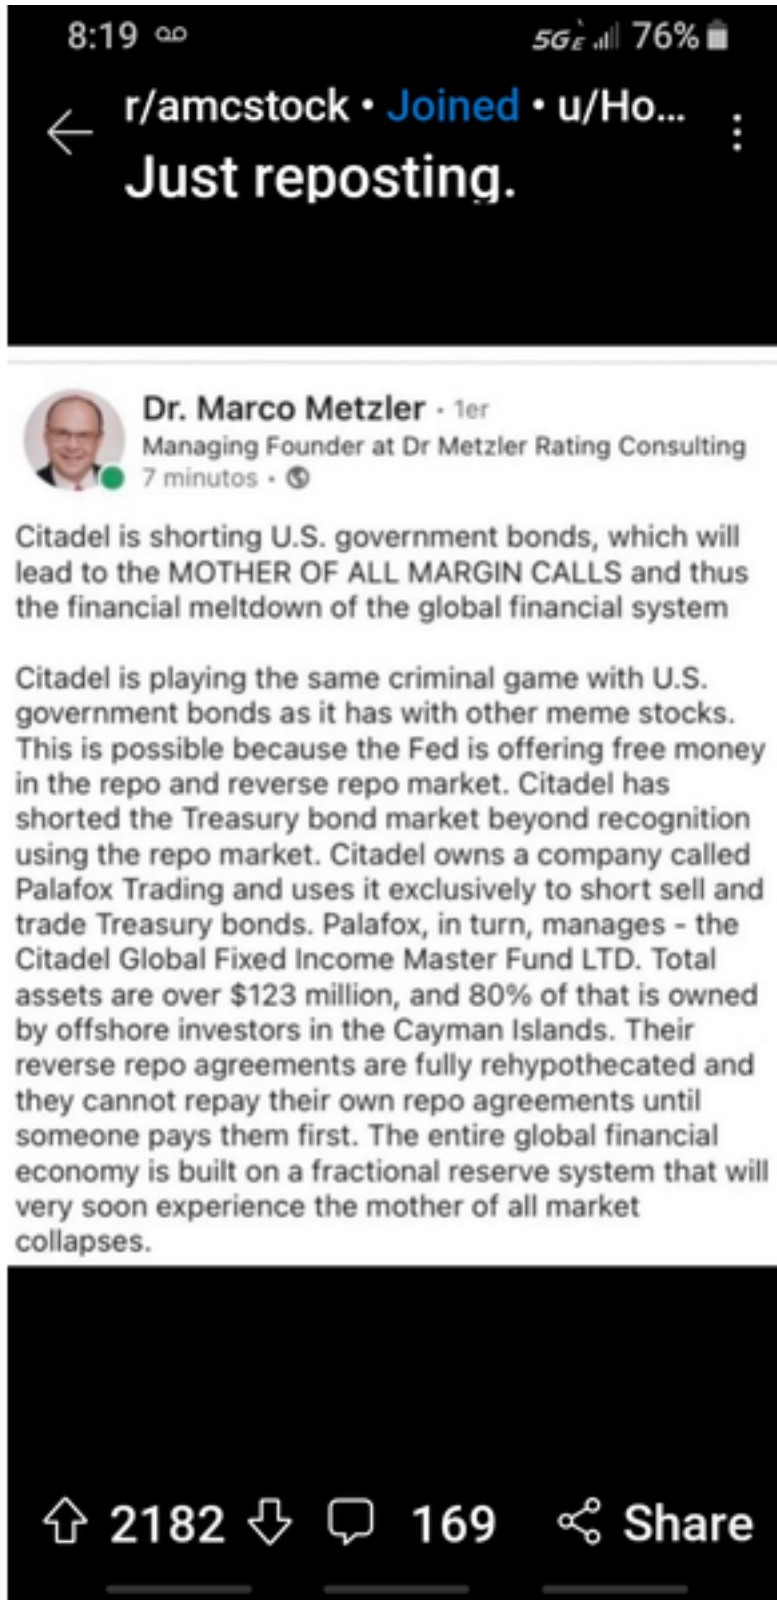 8:19
5GE 76%
r/amcstock • Joined • u/Ho...
Just reposting.
Dr. Marco Metzler · 1er
Managing Founder at Dr Metzler Rating Consulting
7 minutos ·
Citadel is shorting U.S. government bonds, which will
lead to the MOTHER OF ALL MARGIN CALLS and thus
the financial meltdown of the global financial system
Citadel is playing the same criminal game with U.S.
government bonds as it has with other meme stocks.
This is possible because the Fed is offering free money
in the repo and reverse repo market. Citadel has
shorted the Treasury bond market beyond recognition
using the repo market. Citadel owns a company called
Palafox Trading and uses it exclusively to short sell and
trade Treasury bonds. Palafox, in turn, manages - the
Citadel Global Fixed Income Master Fund LTD. Total
assets are over $123 million, and 80% of that is owned
by offshore investors in the Cayman Islands. Their
reverse repo agreements are fully rehypothecated and
they cannot repay their own repo agreements until
someone pays them first. The entire global financial
economy is built on a fractional reserve system that will
very soon experience the mother of all market
collapses.
2182 169 Share